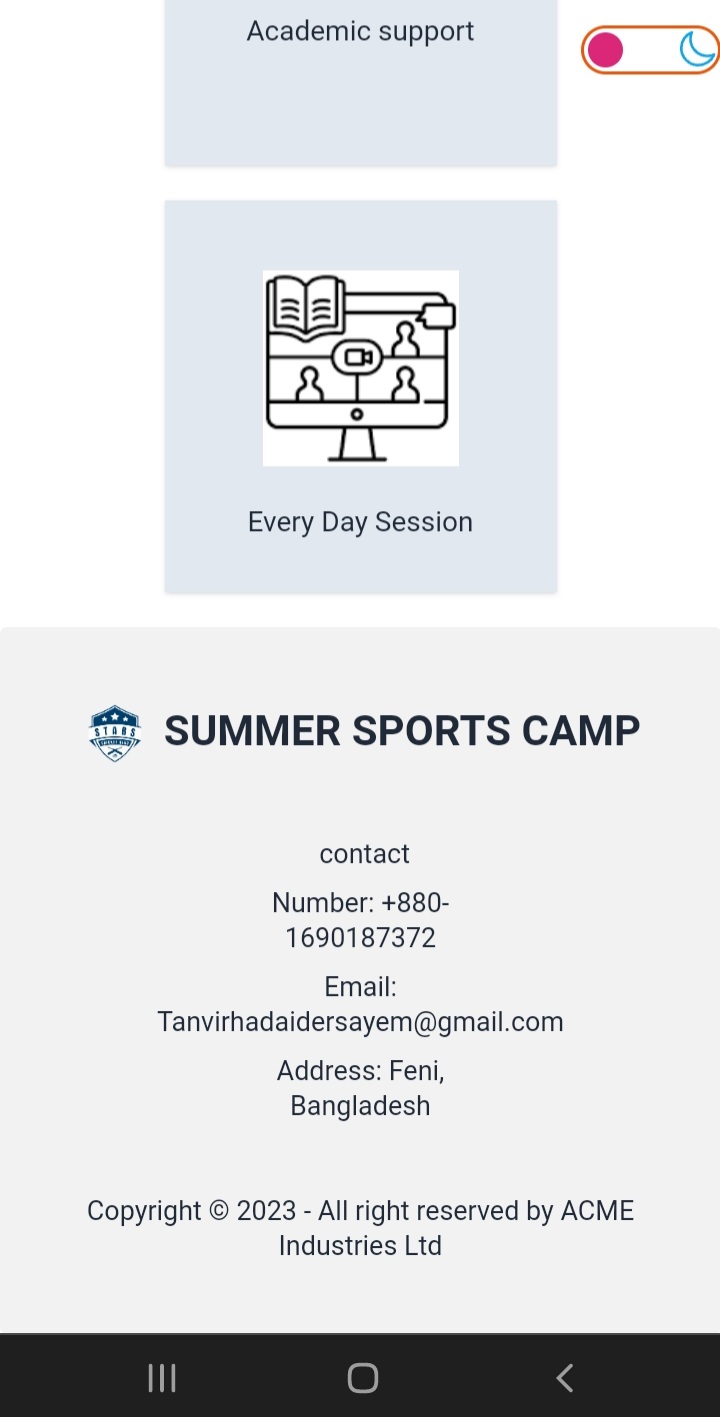 Academic support
Every Day Session
STARS
SUMMER SPORTS CAMP
contact
Number: +880-
1690187372
Email:
Tanvirhadaidersayem@gmail.com
Address: Feni,
Bangladesh
Copyright © 2023 - All right reserved by ACME
Industries Ltd